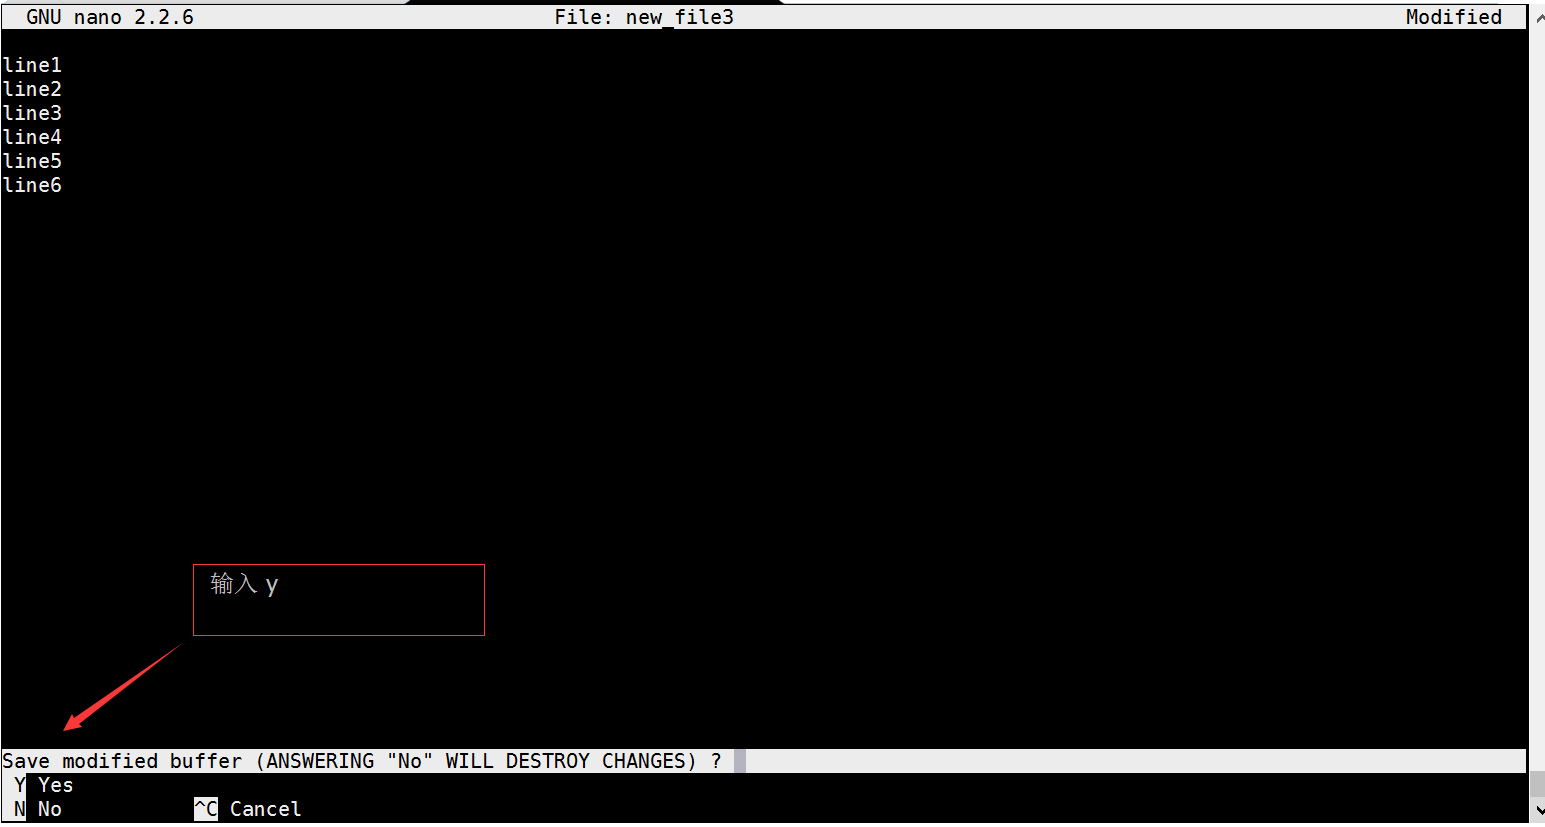 GNU nano 2.2.6 File: new_file3 Modified
line1
line2
line3
line4
line5
line6
输入 y
Save modified buffer (ANSWERING "No" WILL DESTROY CHANGES) ?
Y Yes
N No ^C Cancel